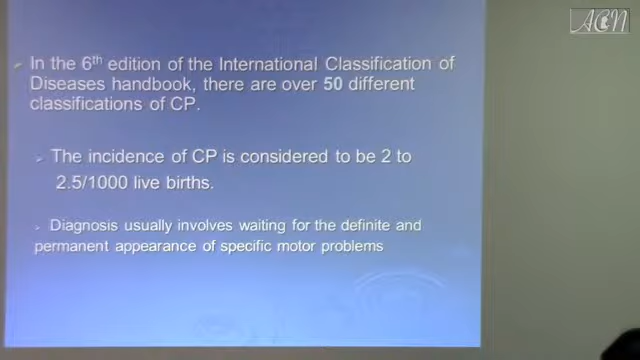 ACN
In the 6th edition of the International Classification of
Diseases handbook, there are over 50 different
classifications of CP.
The incidence of CP is considered to be 2 to
2.5/1000 live births.
Diagnosis usually involves waiting for the definite and
permanent appearance of specific motor problems